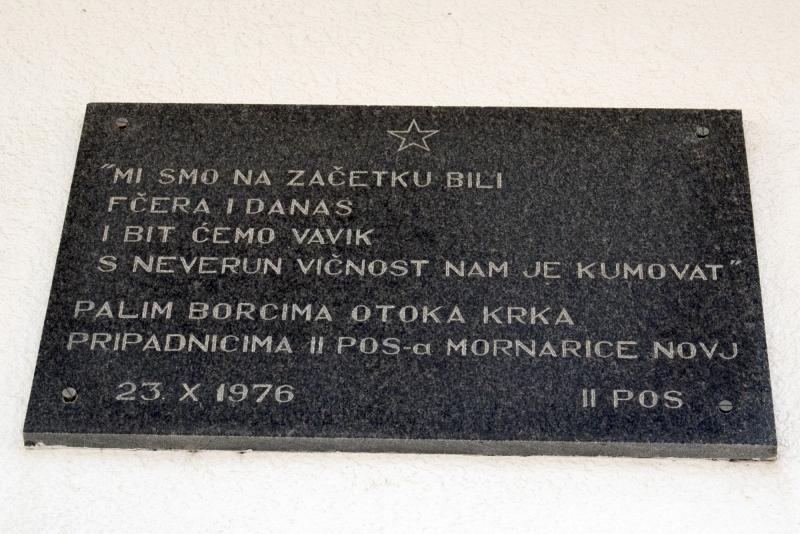 "MI SMO NA ZAČETKU BILI
FČERA I DANAS
I BIT ĆEMO VAVIK
S NEVERUN VIČNOST NAM JE KUMOVAT"
PALIM BORCIMA OTOKA KRKA
PRIPADNICIMA II POS-a MORNARICE NOVJ
23. X 1976 II POS